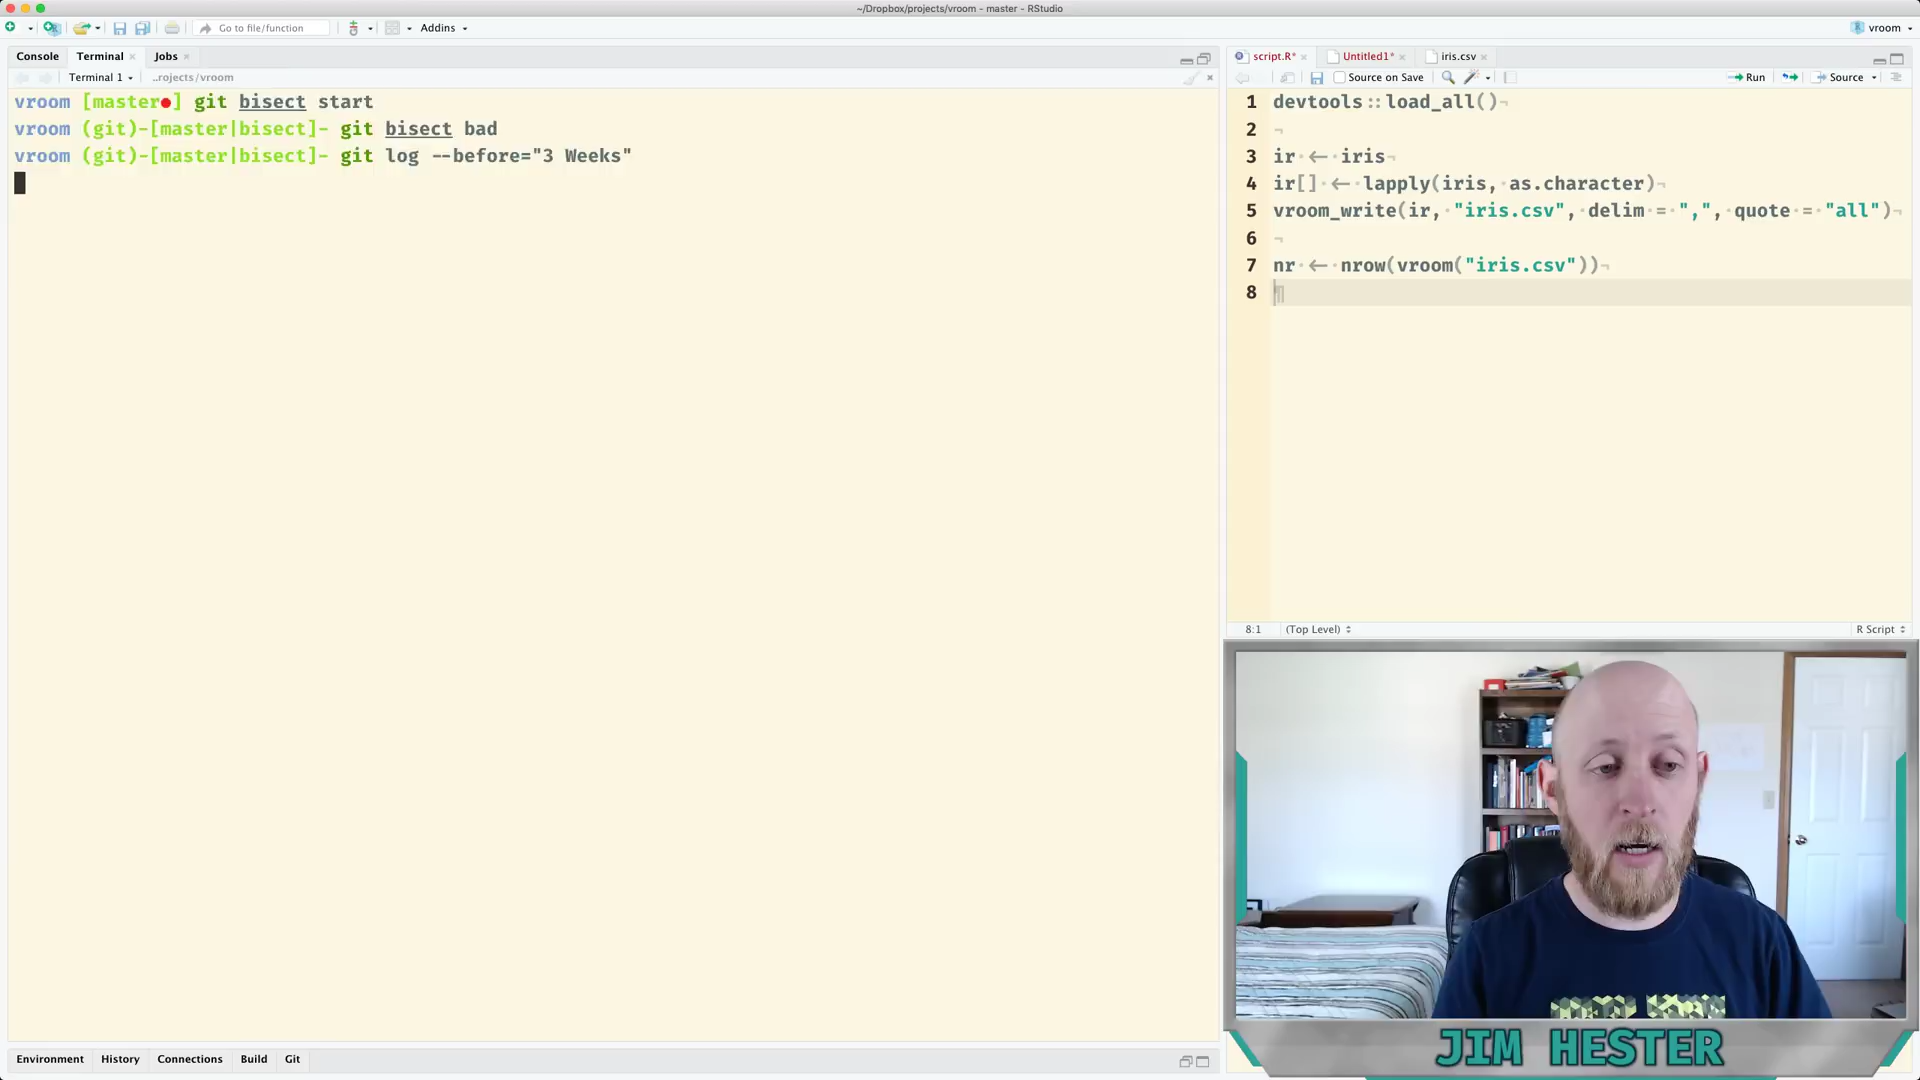 ~/Dropbox/projects/vroom - master - RStudio
Go to file/function
Addins
vroom
Console
Terminal
Jobs
Terminal 1
..rojects/vroom
vroom [master●] git bisect start
vroom (git)-[master|bisect]- git bisect bad
vroom (git)-[master|bisect]- git log --before="3 Weeks"
script.R*
Untitled1*
iris.csv
Source on Save
Run
Source
1 devtools::load_all()¬
2 ¬
3 ir·<-·iris¬
4 ir[]·<-·lapply(iris,·as.character)¬
5 vroom_write(ir,·"iris.csv",·delim·=·",",·quote·=·"all")¬
6 ¬
7 nr·<-·nrow(vroom("iris.csv"))¬
8 ¶
8:1
(Top Level)
R Script
Environment
History
Connections
Build
Git
JIM HESTER